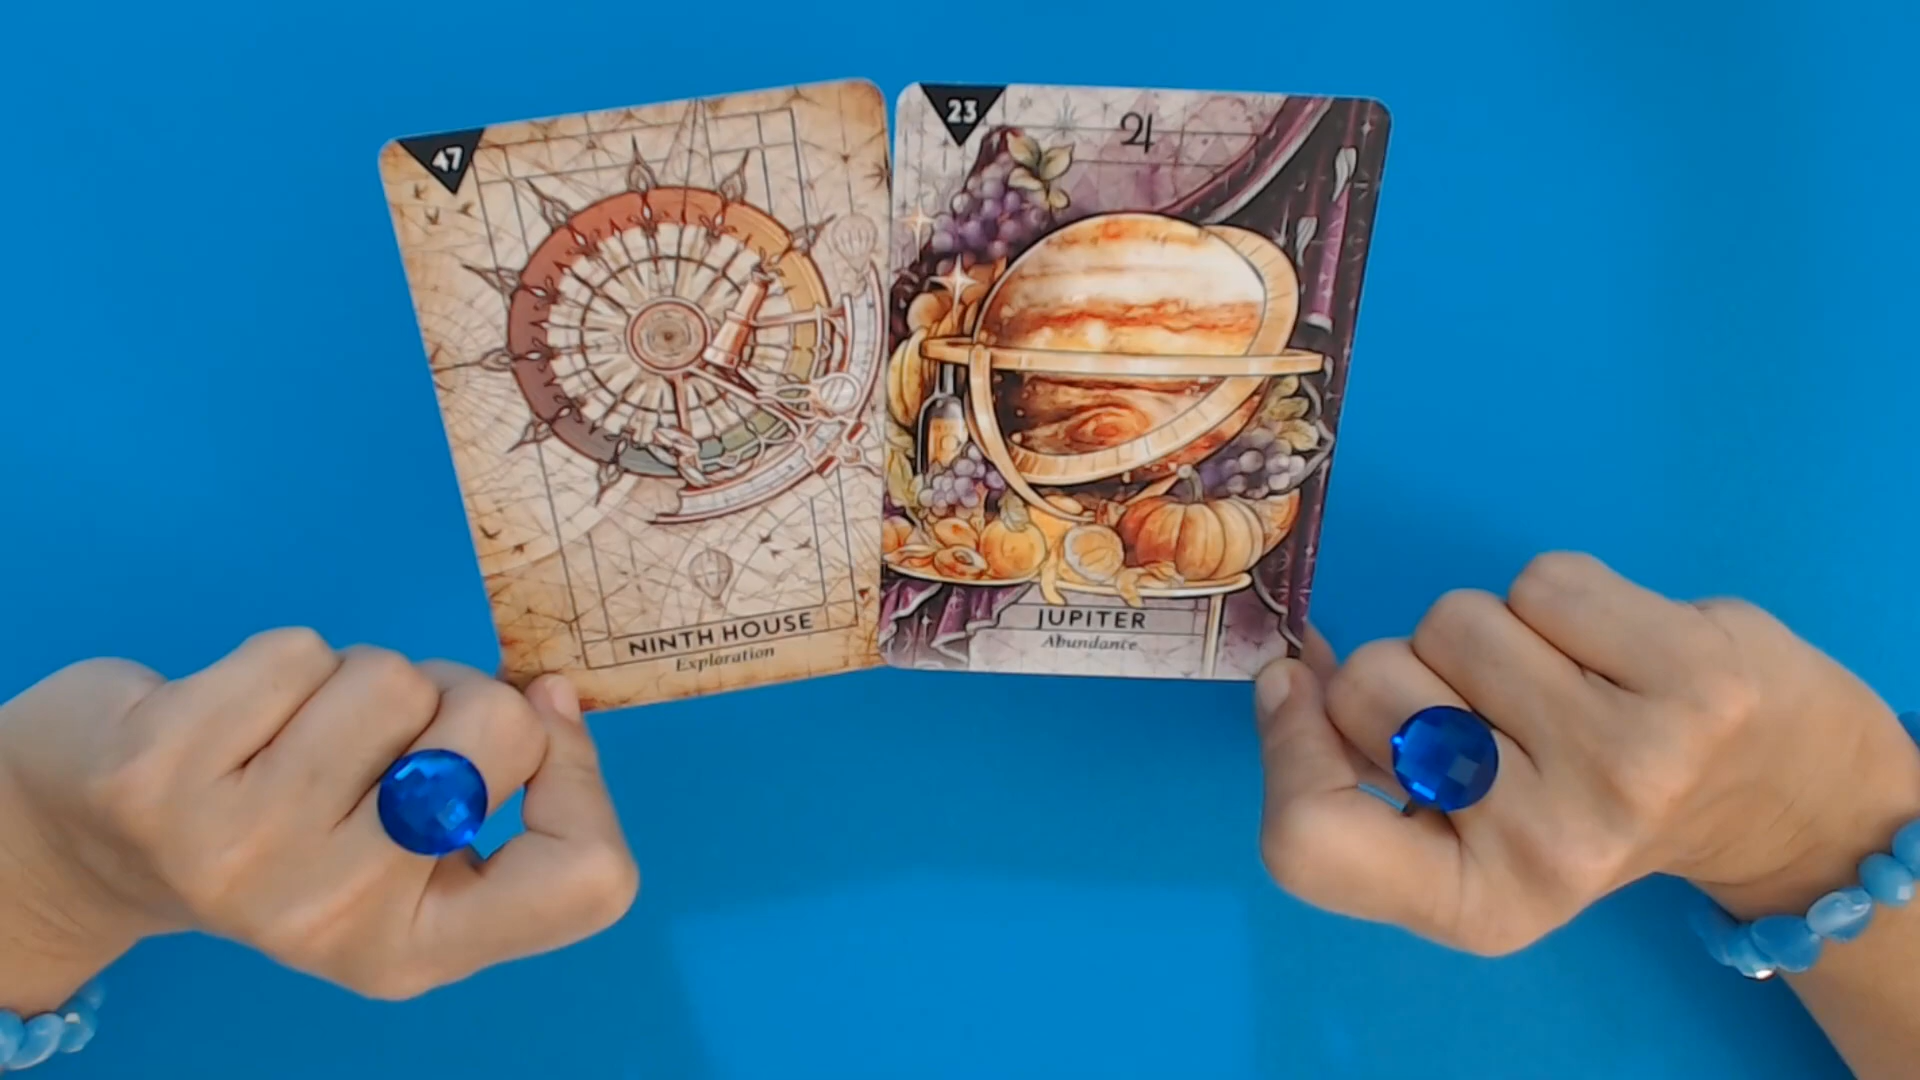 47
NINTH HOUSE
Exploration
23
♃
JUPITER
Abundance